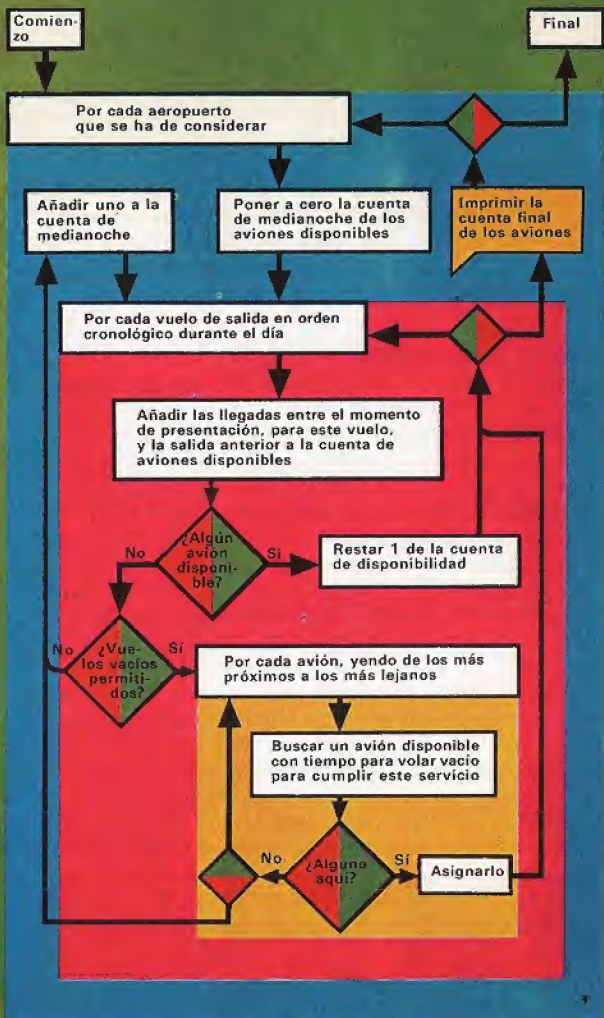 Comien-
zo
Final
Por cada aeropuerto
que se ha de considerar
Añadir uno a la
cuenta de
medianoche
Poner a cero la cuenta
de medianoche de los
aviones disponibles
Imprimir la
cuenta final
de los aviones
Por cada vuelo de salida en orden
cronológico durante el día
Añadir las llegadas entre el momento
de presentación, para este vuelo,
y la salida anterior a la cuenta de
aviones disponibles
No
¿Algún
avión
disponi-
ble?
Sí
Restar 1 de la cuenta
de disponibilidad
No
¿Vue-
los vacíos
permiti-
dos?
Sí
Por cada avión, yendo de los más
próximos a los más lejanos
Buscar un avión disponible
con tiempo para volar vacío
para cumplir este servicio
No
¿Alguno
aquí?
Sí
Asignarlo